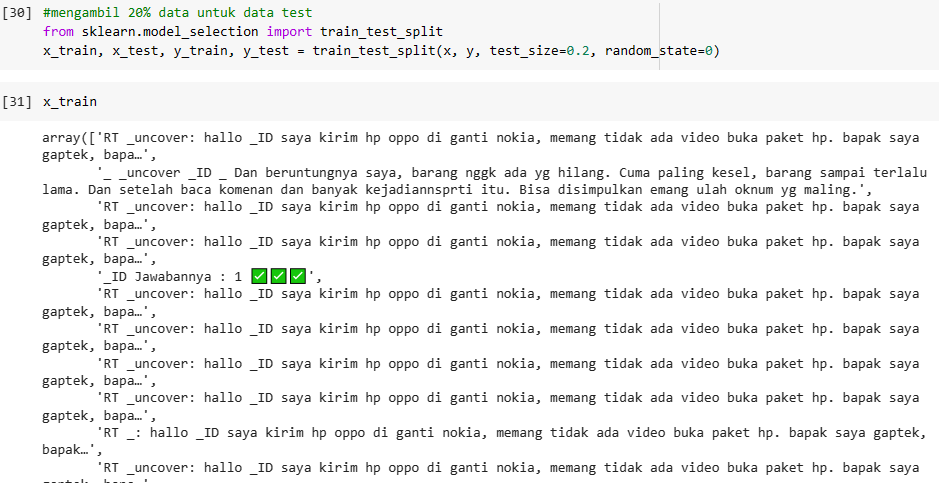 [30] #mengambil 20% data untuk data test
from sklearn.model_selection import train_test_split
x_train, x_test, y_train, y_test = train_test_split(x, y, test_size=0.2, random_state=0)
[31] x_train
array(['RT _uncover: hallo _ID saya kirim hp oppo di ganti nokia, memang tidak ada video buka paket hp. bapak saya
gaptek, bapa…',
'_ _uncover _ID _ Dan beruntungnya saya, barang nggk ada yg hilang. Cuma paling kesel, barang sampai terlalu
lama. Dan setelah baca komenan dan banyak kejadiannsprti itu. Bisa disimpulkan emang ulah oknum yg maling.',
'RT _uncover: hallo _ID saya kirim hp oppo di ganti nokia, memang tidak ada video buka paket hp. bapak saya
gaptek, bapa…',
'RT _uncover: hallo _ID saya kirim hp oppo di ganti nokia, memang tidak ada video buka paket hp. bapak saya
gaptek, bapa…',
'_ID Jawabannya : 1 ✅✅✅',
'RT _uncover: hallo _ID saya kirim hp oppo di ganti nokia, memang tidak ada video buka paket hp. bapak saya
gaptek, bapa…',
'RT _uncover: hallo _ID saya kirim hp oppo di ganti nokia, memang tidak ada video buka paket hp. bapak saya
gaptek, bapa…',
'RT _uncover: hallo _ID saya kirim hp oppo di ganti nokia, memang tidak ada video buka paket hp. bapak saya
gaptek, bapa…',
'RT _uncover: hallo _ID saya kirim hp oppo di ganti nokia, memang tidak ada video buka paket hp. bapak saya
gaptek, bapa…',
'RT _: hallo _ID saya kirim hp oppo di ganti nokia, memang tidak ada video buka paket hp. bapak saya gaptek,
bapak…',
'RT _uncover: hallo _ID saya kirim hp oppo di ganti nokia, memang tidak ada video buka paket hp. bapak saya